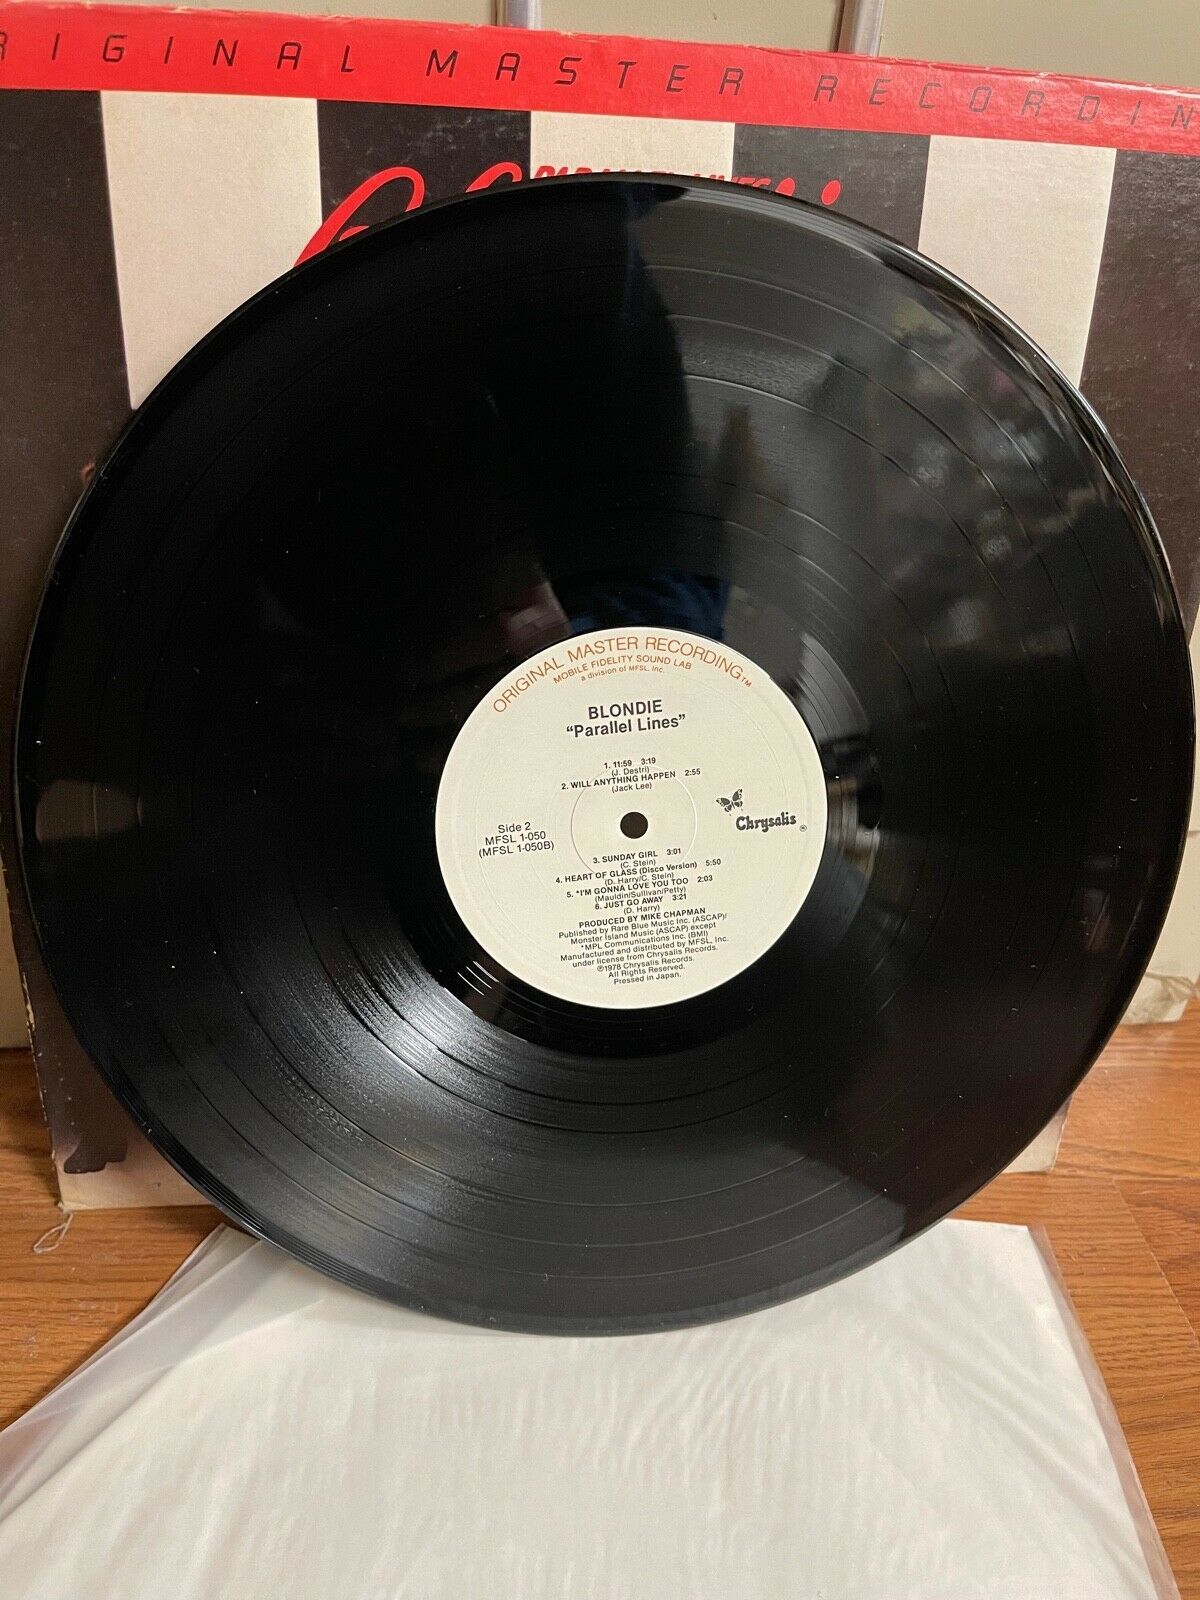 RIGINAL MASTER RECORDIN
ORIGINAL MASTER RECORDING™
MOBILE FIDELITY SOUND LAB
a division of MFSL, Inc.
BLONDIE
“Parallel Lines”
1. 11:59 3:19
(J. Destri)
2. WILL ANYTHING HAPPEN 2:55
(Jack Lee)
Side 2
MFSL 1-050
(MFSL 1-050B)
Chrysalis ®
3. SUNDAY GIRL 3:01
(C. Stein)
4. HEART OF GLASS (Disco Version) 5:50
(D. Harry/C. Stein)
5. *I'M GONNA LOVE YOU TOO 2:03
(Mauldin/Sullivan/Petty)
6. JUST GO AWAY 3:21
(D. Harry)
PRODUCED BY MIKE CHAPMAN
Published by Rare Blue Music Inc. (ASCAP)/
Monster Island Music (ASCAP) except
*MPL Communications Inc. (BMI)
Manufactured and distributed by MFSL, Inc.
under license from Chrysalis Records.
℗1978 Chrysalis Records.
All Rights Reserved.
Pressed in Japan.